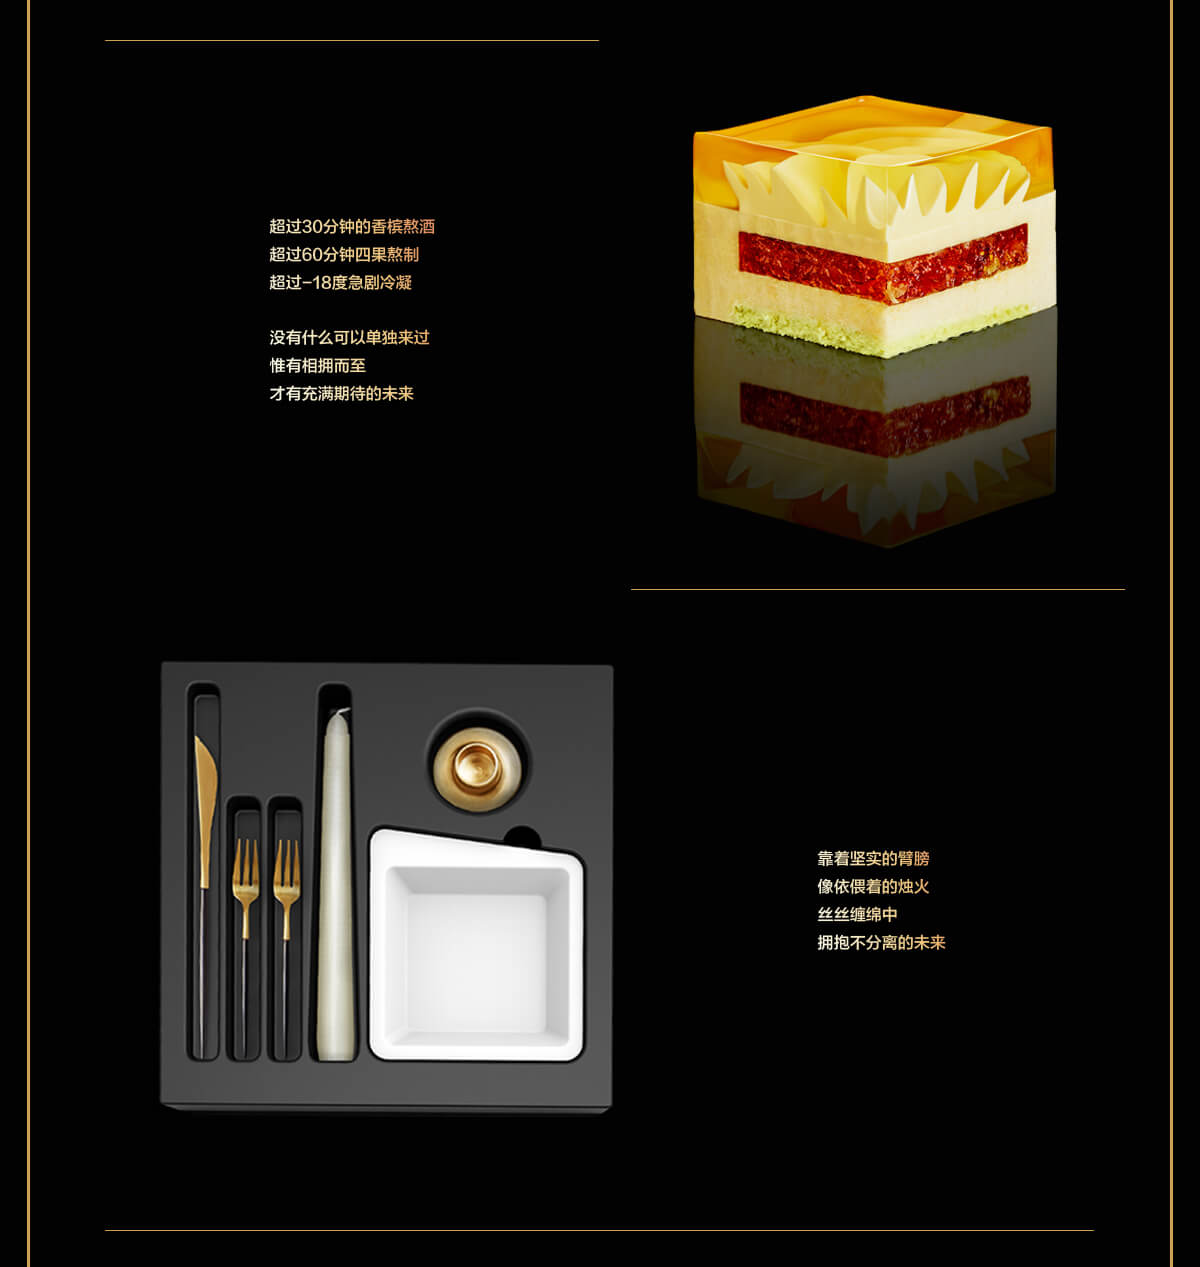 超过30分钟的香槟熬酒
超过60分钟四果熬制
超过-18度急剧冷凝
没有什么可以单独来过
惟有相拥而至
才有充满期待的未来
靠着坚实的臂膀
像依偎着的烛火
丝丝缠绵中
拥抱不分离的未来